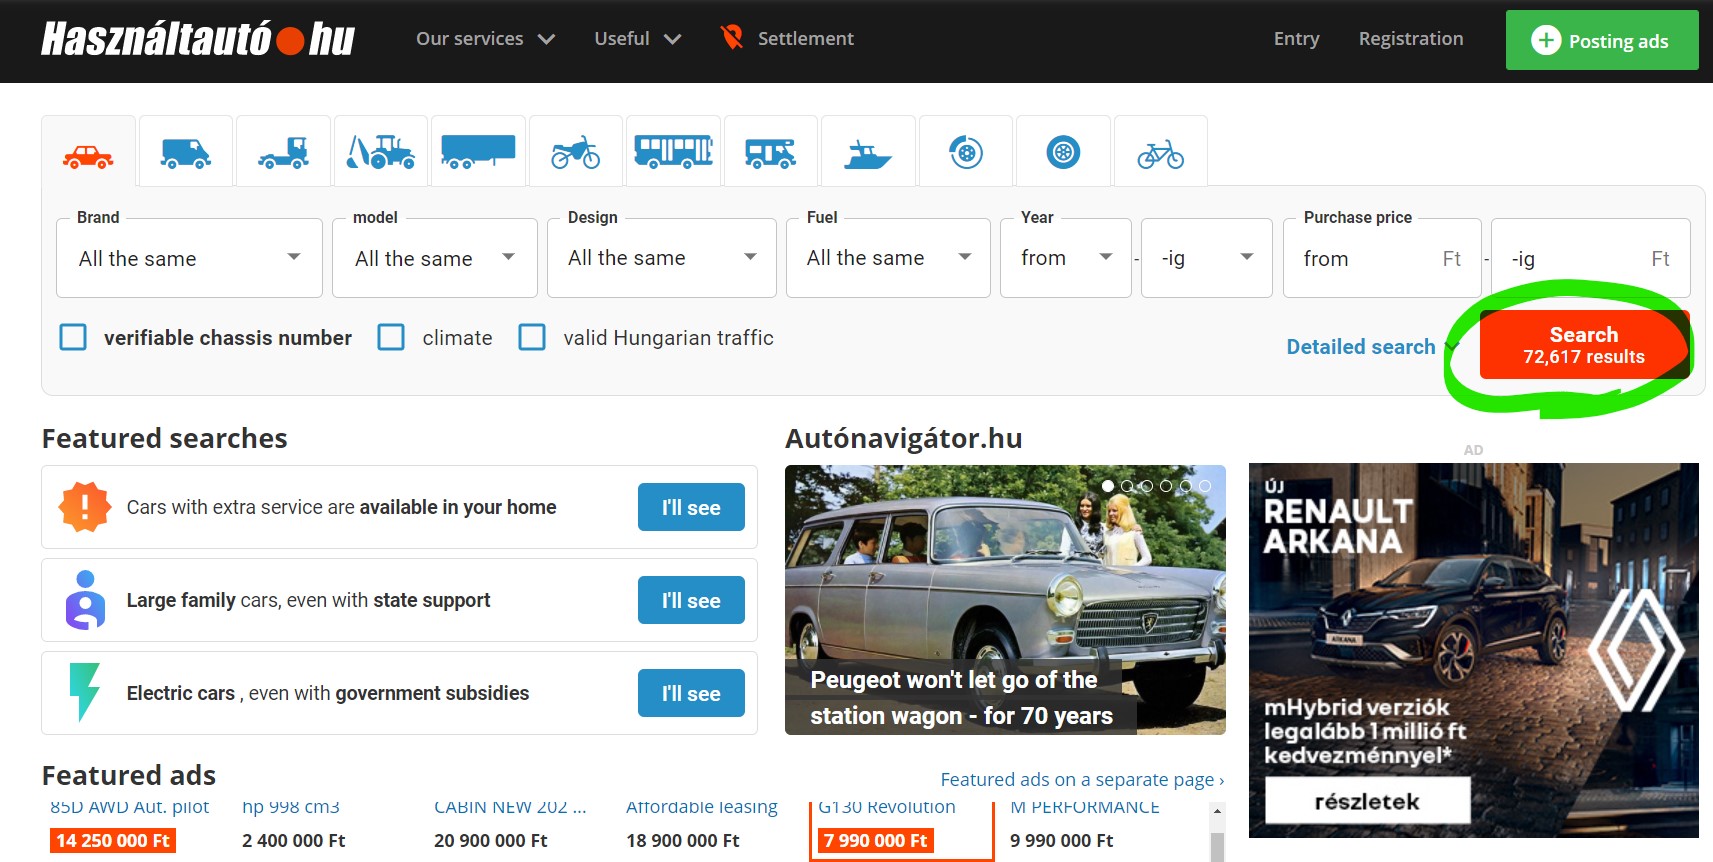 Használtautó.hu
Our services
Useful
Settlement
Entry
Registration
Posting ads
Brand
All the same
model
All the same
Design
All the same
Fuel
All the same
Year
from
-
-ig
Purchase price
from Ft
-
-ig Ft
verifiable chassis number
climate
valid Hungarian traffic
Detailed search
Search
72,617 results
Featured searches
Cars with extra service are available in your home
I'll see
Large family cars, even with state support
I'll see
Electric cars , even with government subsidies
I'll see
Autónavigátor.hu
Peugeot won't let go of the
station wagon - for 70 years
AD
ÚJ
RENAULT
ARKANA
ARKANA
mHybrid verziók
legalább 1 millió ft
kedvezménnyel*
részletek
Featured ads
Featured ads on a separate page ›
85D AWD Aut. pilot
14 250 000 Ft
hp 998 cm3
2 400 000 Ft
CABIN NEW 202 ...
20 900 000 Ft
Affordable leasing
18 900 000 Ft
G130 Revolution
7 990 000 Ft
M PERFORMANCE
9 990 000 Ft